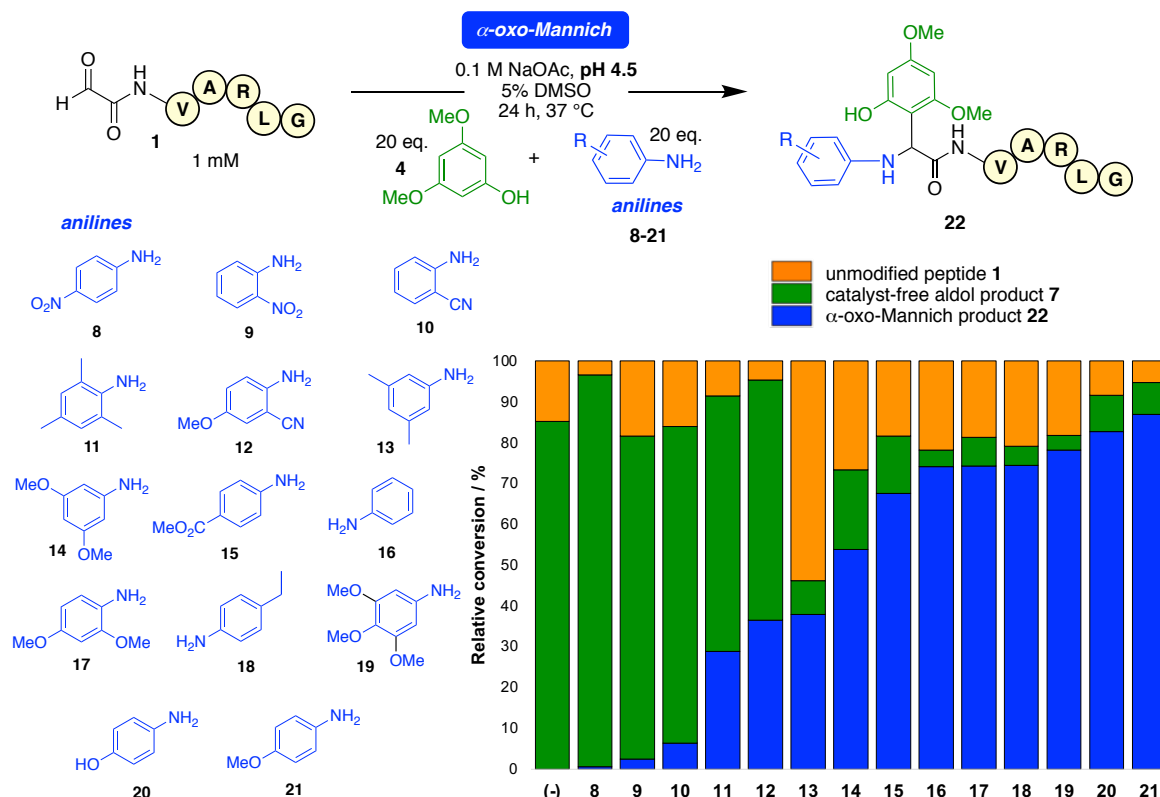 α-oxo-Mannich
0.1 M NaOAc, pH 4.5
5% DMSO
24 h, 37 °C
O
H
O
H
N
V
A
R
L
G
1
1 mM
20 eq.
4
MeO
OMe
OH
+
20 eq.
R
NH2
anilines
8-21
OMe
HO
OMe
R
N
H
H
N
O
V
A
R
L
G
22
anilines
NH2
NO2
8
NH2
NO2
9
NH2
CN
10
NH2
11
NH2
MeO
CN
12
NH2
13
MeO
NH2
OMe
14
NH2
MeO2C
15
H2N
16
NH2
MeO
OMe
17
H2N
18
MeO
NH2
MeO
OMe
19
NH2
HO
20
NH2
MeO
21
unmodified peptide 1
catalyst-free aldol product 7
α-oxo-Mannich product 22
Relative conversion / %
100
90
80
70
60
50
40
30
20
10
0
(-) 8 9 10 11 12 13 14 15 16 17 18 19 20 21